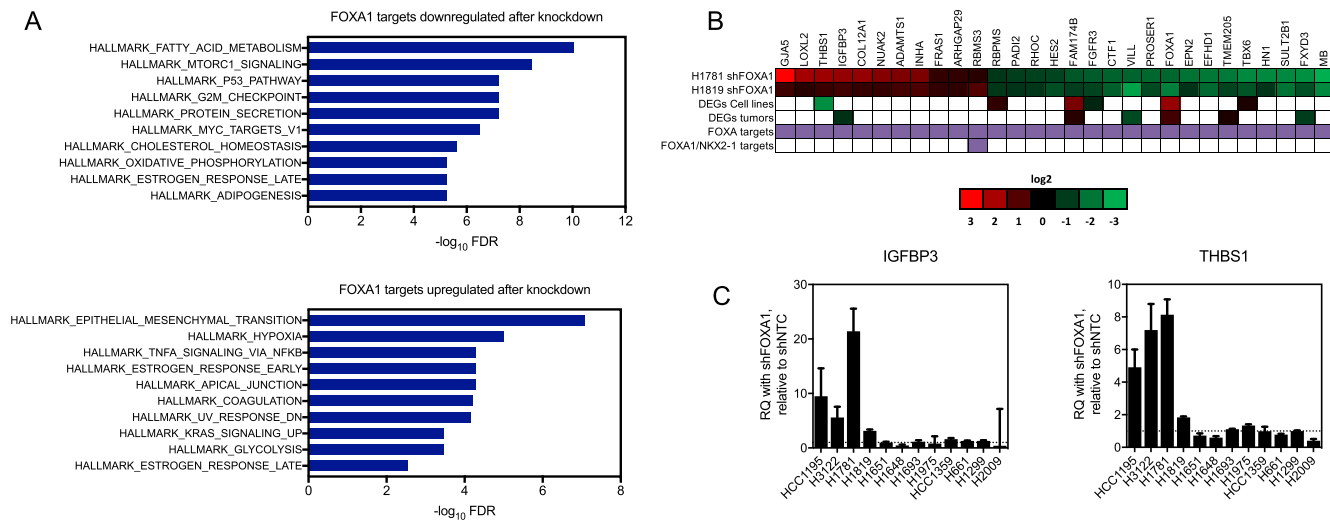 A
FOXA1 targets downregulated after knockdown
HALLMARK_FATTY_ACID_METABOLISM
HALLMARK_MTORC1_SIGNALING
HALLMARK_P53_PATHWAY
HALLMARK_G2M_CHECKPOINT
HALLMARK_PROTEIN_SECRETION
HALLMARK_MYC_TARGETS_V1
HALLMARK_CHOLESTEROL_HOMEOSTASIS
HALLMARK_OXIDATIVE_PHOSPHORYLATION
HALLMARK_ESTROGEN_RESPONSE_LATE
HALLMARK_ADIPOGENESIS
0 2 4 6 8 10 12
-log10 FDR
FOXA1 targets upregulated after knockdown
HALLMARK_EPITHELIAL_MESENCHYMAL_TRANSITION
HALLMARK_HYPOXIA
HALLMARK_TNFA_SIGNALING_VIA_NFKB
HALLMARK_ESTROGEN_RESPONSE_EARLY
HALLMARK_APICAL_JUNCTION
HALLMARK_COAGULATION
HALLMARK_UV_RESPONSE_DN
HALLMARK_KRAS_SIGNALING_UP
HALLMARK_GLYCOLYSIS
HALLMARK_ESTROGEN_RESPONSE_LATE
0 2 4 6 8
-log10 FDR
B
GJA5 LOXL2 THBS1 IGFBP3 COL12A1 NUAK2 ADAMTS1 INHA FRAS1 ARHGAP29 RBMS3 RBPMS PADI2 RHOC HES2 FAM174B FGFR3 CTF1 VILL PROSER1 FOXA1 EPN2 EFHD1 TMEM205 TBX6 HN1 SULT2B1 FXYD3 MB
H1781 shFOXA1
H1819 shFOXA1
DEGs Cell lines
DEGs tumors
FOXA targets
FOXA1/NKX2-1 targets
log2
3 2 1 0 -1 -2 -3
C
IGFBP3
RQ with shFOXA1,
relative to shNTC
30
20
10
0
HCC1195 H3122 H1781 H1819 H1651 H1648 H1693 H1975 HCC1359 H661 H1299 H2009
THBS1
RQ with shFOXA1,
relative to shNTC
10
8
6
4
2
0
HCC1195 H3122 H1781 H1819 H1651 H1648 H1693 H1975 HCC1359 H661 H1299 H2009